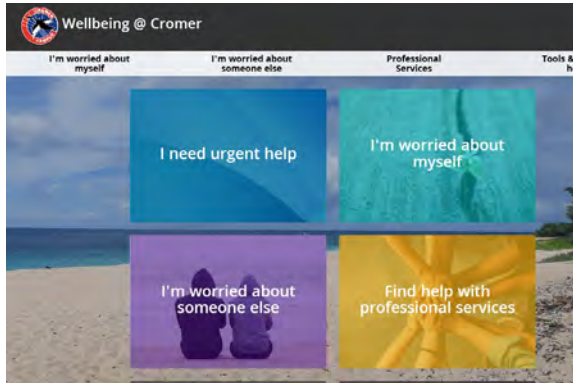 Wellbeing @ Cromer
I'm worried about
myself
I'm worried about
someone else
Professional
Services
Tools &
I need urgent help
I'm worried about
myself
I'm worried about
someone else
Find help with
professional services